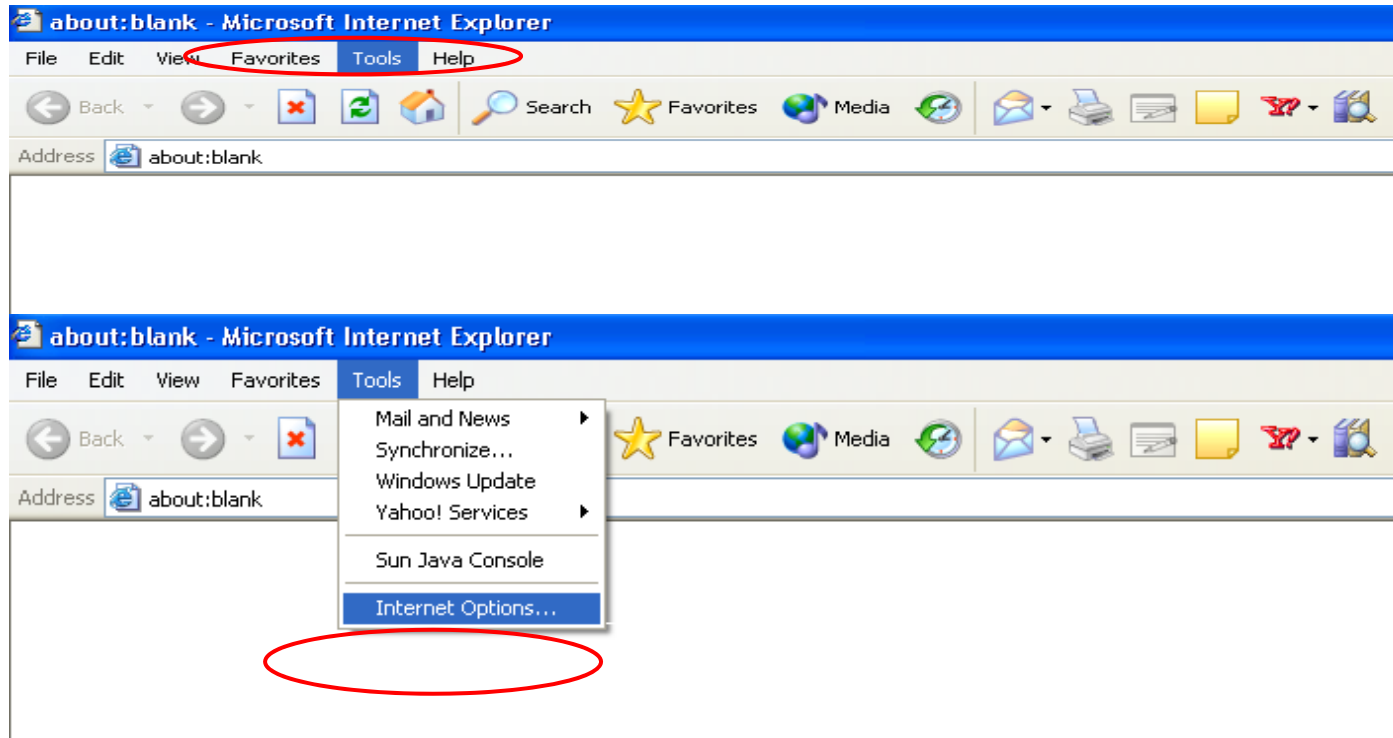 about:blank - Microsoft Internet Explorer
File Edit View Favorites Tools Help
Back Search Favorites Media
Address about:blank
about:blank - Microsoft Internet Explorer
File Edit View Favorites Tools Help
Back Favorites Media
Address about:blank
Mail and News
Synchronize...
Windows Update
Yahoo! Services
Sun Java Console
Internet Options...